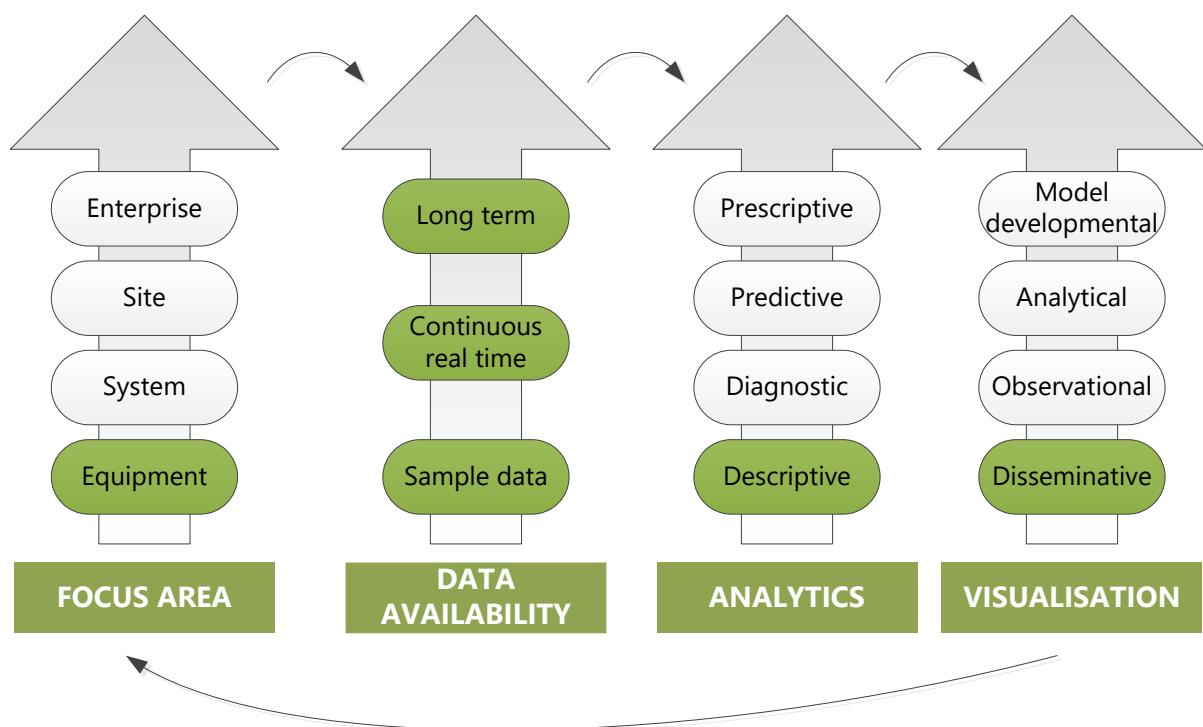 Enterprise
Site
System
Equipment
FOCUS AREA
Long term
Continuous
real time
Sample data
DATA
AVAILABILITY
Prescriptive
Predictive
Diagnostic
Descriptive
ANALYTICS
Model
developmental
Analytical
Observational
Disseminative
VISUALISATION